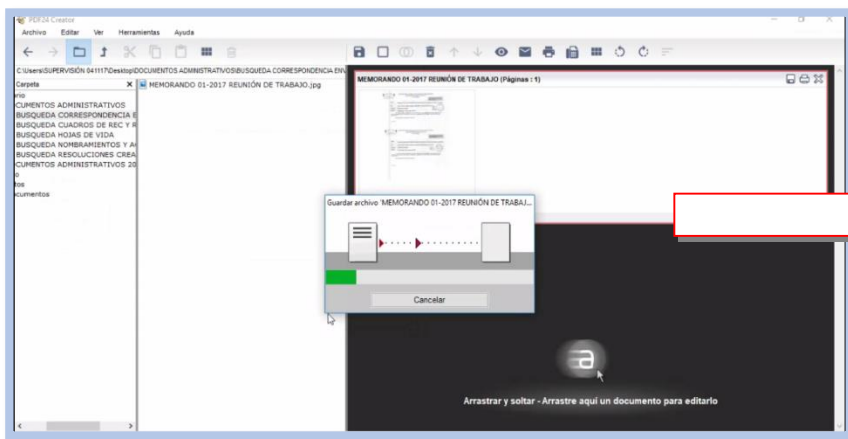 PDF24 Creator
Archivo Editar Ver Herramientas Ayuda
C:\Users\SUPERVISIÓN 041117\Desktop\DOCUMENTOS ADMINISTRATIVOS\BUSQUEDA CORRESPONDENCIA ENV
Carpeta X
MEMORANDO 01-2017 REUNIÓN DE TRABAJO.jpg
MEMORANDO 01-2017 REUNIÓN DE TRABAJO (Páginas : 1)
rio
CUMENTOS ADMINISTRATIVOS
BUSQUEDA CORRESPONDENCIA E
BUSQUEDA CUADROS DE REC Y R
BUSQUEDA HOJAS DE VIDA
BUSQUEDA NOMBRAMIENTOS Y A
BUSQUEDA RESOLUCIONES CREA
CUMENTOS ADMINISTRATIVOS 20
o
tos
cumentos
Guardar archivo 'MEMORANDO 01-2017 REUNIÓN DE TRABAJ...
Cancelar
Arrastrar y soltar - Arrastre aquí un documento para editarlo